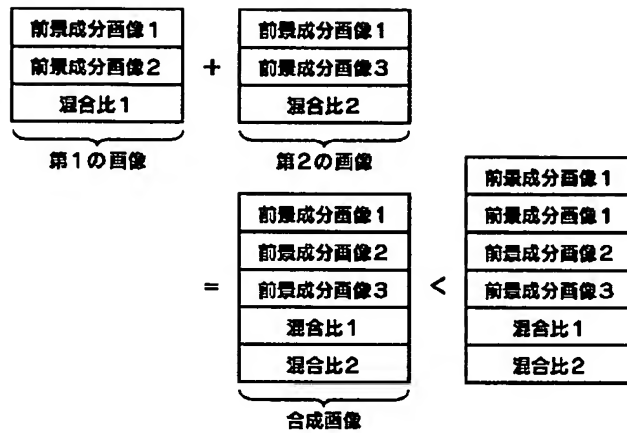 前景成分画像1
前景成分画像2
混合比1
第1の画像
+
前景成分画像1
前景成分画像3
混合比2
第2の画像
=
前景成分画像1
前景成分画像2
前景成分画像3
混合比1
混合比2
合成画像
<
前景成分画像1
前景成分画像1
前景成分画像2
前景成分画像3
混合比1
混合比2